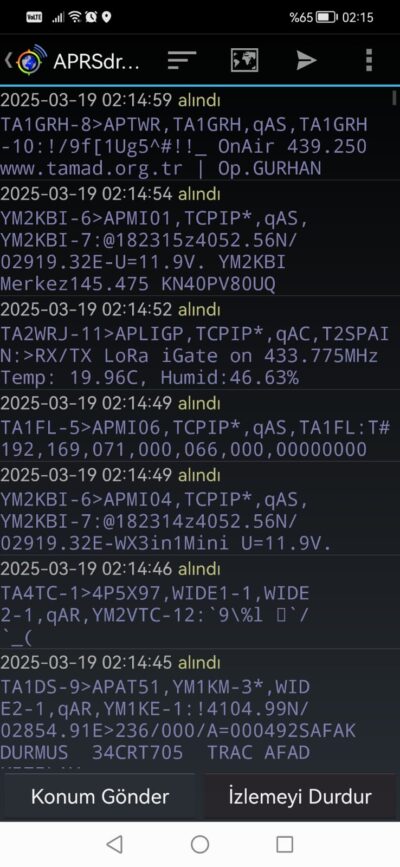 VoLTE %65 02:15
APRSdr...
2025-03-19 02:14:59 alındı
TA1GRH-8>APTWR,TA1GRH,qAS,TA1GRH
-10:!/9f[1Ug5^#!!_ OnAir 439.250
www.tamad.org.tr | Op.GURHAN
2025-03-19 02:14:54 alındı
YM2KBI-6>APMI01,TCPIP*,qAS,
YM2KBI-7:@182315z4052.56N/
02919.32E-U=11.9V. YM2KBI
Merkez145.475 KN40PV80UQ
2025-03-19 02:14:52 alındı
TA2WRJ-11>APLIGP,TCPIP*,qAC,T2SPAI
N:>RX/TX LoRa iGate on 433.775MHz
Temp: 19.96C, Humid:46.63%
2025-03-19 02:14:49 alındı
TA1FL-5>APMI06,TCPIP*,qAS,TA1FL:T#
192,169,071,000,066,000,00000000
2025-03-19 02:14:49 alındı
YM2KBI-6>APMI04,TCPIP*,qAS,
YM2KBI-7:@182314z4052.56N/
02919.32E-WX3in1Mini U=11.9V.
2025-03-19 02:14:46 alındı
TA4TC-1>4P5X97,WIDE1-1,WIDE
2-1,qAR,YM2VTC-12:`9\%l ▯`/
`_(
2025-03-19 02:14:45 alındı
TA1DS-9>APAT51,YM1KM-3*,WID
E2-1,qAR,YM1KE-1:!4104.99N/
02854.91E>236/000/A=000492SAFAK
DURMUS  34CRT705  TRAC AFAD
Konum Gönder
İzlemeyi Durdur